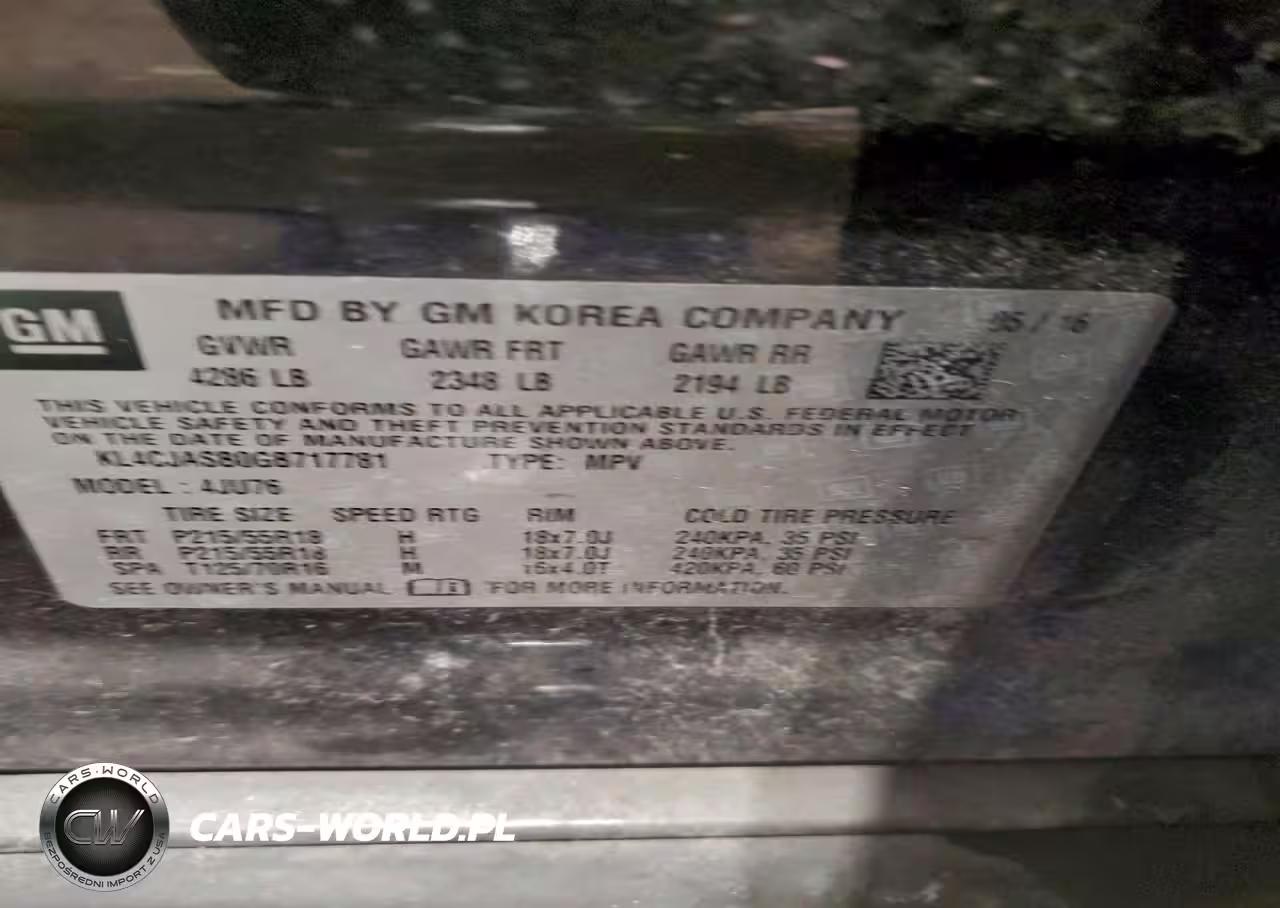 GM
MFD BY GM KOREA COMPANY 05 / 16
GVWR GAWR FRT GAWR RR
4286 LB 2348 LB 2194 LB
THIS VEHICLE CONFORMS TO ALL APPLICABLE U.S. FEDERAL MOTOR
VEHICLE SAFETY AND THEFT PREVENTION STANDARDS IN EFFECT
ON THE DATE OF MANUFACTURE SHOWN ABOVE.
KL4CJASB0GB717781 TYPE: MPV
MODEL : 4JU76
TIRE SIZE SPEED RTG RIM COLD TIRE PRESSURE
FRT P215/55R18 H 18x7.0J 240KPA, 35 PSI
RR P215/55R18 H 18x7.0J 240KPA, 35 PSI
SPA T125/70R16 M 16x4.0T 420KPA, 60 PSI
SEE OWNER'S MANUAL FOR MORE INFORMATION.
CARS-WORLD
CW
BEZPOŚREDNI IMPORT Z USA
CARS-WORLD.PL